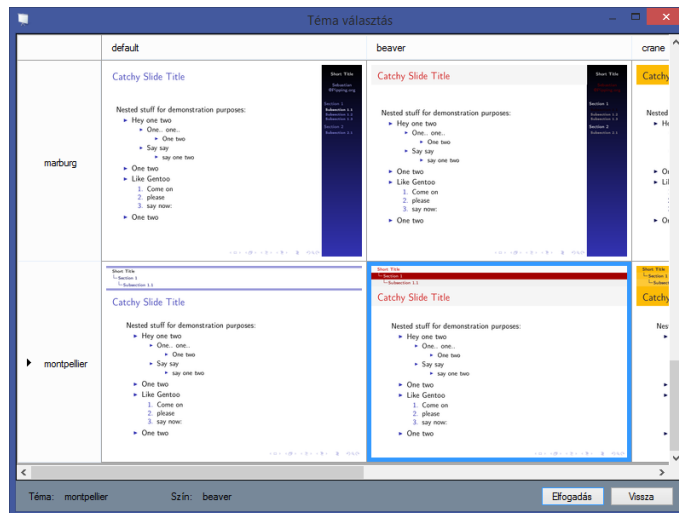 Téma választás
default beaver crane
marburg
Catchy Slide Title
Nested stuff for demonstration purposes:
► Hey one two
► One.. one..
► One two
► Say say
► say one two
► One two
► Like Gentoo
1. Come on
2. please
3. say now:
► One two
Short Title
Section 1
Subsection 1.1
Section 2
Catchy Slide Title
Nested stuff for demonstration purposes:
► Hey one two
► One.. one..
► One two
► Say say
► say one two
► One two
► Like Gentoo
1. Come on
2. please
3. say now:
► One two
Short Title
Section 1
Section 2
Catchy
Nested
montpellier
Short Title
Section 1
Subsection 1.1
Catchy Slide Title
Nested stuff for demonstration purposes:
► Hey one two
► One.. one..
► One two
► Say say
► say one two
► One two
► Like Gentoo
1. Come on
2. please
3. say now:
► One two
Short Title
Section 1
Subsection 1.1
Catchy Slide Title
Nested stuff for demonstration purposes:
► Hey one two
► One.. one..
► One two
► Say say
► say one two
► One two
► Like Gentoo
1. Come on
2. please
3. say now:
► One two
Short Title
Section 1
Catchy
Téma: montpellier Szín: beaver Elfogadás Vissza